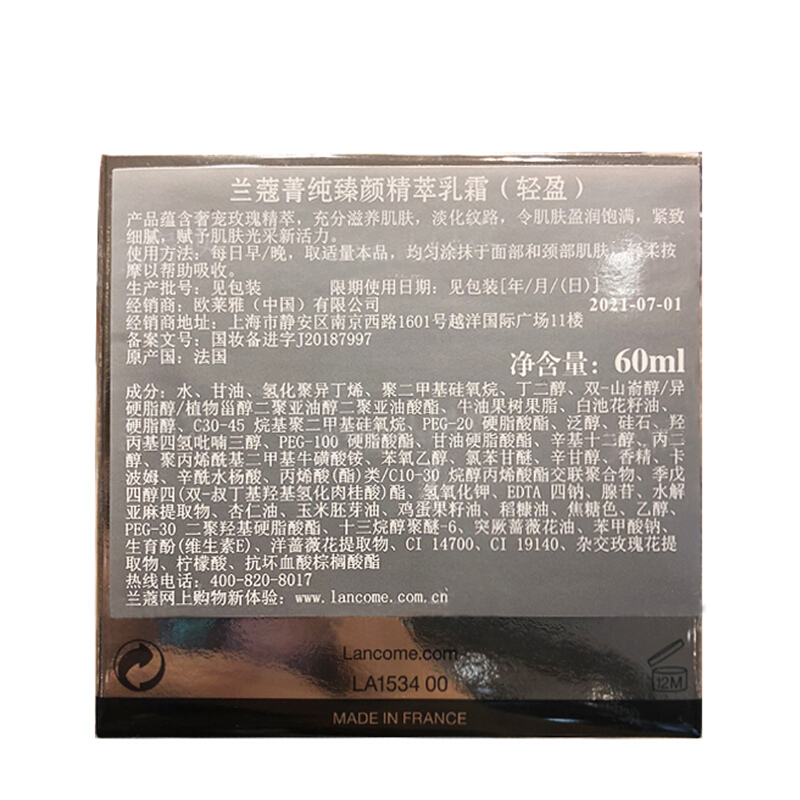 兰蔻菁纯臻颜精萃乳霜（轻盈）
产品蕴含奢宠玫瑰精萃，充分滋养肌肤，淡化纹路，令肌肤盈润饱满，紧致
细腻，赋予肌肤光采新活力。
使用方法：每日早/晚，取适量本品，均匀涂抹于面部和颈部肌肤，轻柔按
摩以帮助吸收。
生产批号：见包装 限期使用日期：见包装[年/月/(日)]
经销商：欧莱雅（中国）有限公司 2021-07-01
经销商地址：上海市静安区南京西路1601号越洋国际广场11楼
备案文号：国妆备进字J20187997
原产国：法国 净含量：60ml
成分：水、甘油、氢化聚异丁烯、聚二甲基硅氧烷、丁二醇、双-山嵛醇/异
硬脂醇/植物甾醇二聚亚油醇二聚亚油酸酯、牛油果树果脂、白池花籽油、
硬脂醇、C30-45 烷基聚二甲基硅氧烷、PEG-20 硬脂酸酯、泛醇、硅石、羟
丙基四氢吡喃三醇、PEG-100 硬脂酸酯、甘油硬脂酸酯、辛基十二醇、丙二
醇、聚丙烯酰基二甲基牛磺酸铵、苯氧乙醇、氯苯甘醚、辛甘醇、香精、卡
波姆、辛酰水杨酸、丙烯酸(酯)类/C10-30 烷醇丙烯酸酯交联聚合物、季戊
四醇四(双-叔丁基羟基氢化肉桂酸)酯、氢氧化钾、EDTA 四钠、腺苷、水解
亚麻提取物、杏仁油、玉米胚芽油、鸡蛋果籽油、稻糠油、焦糖色、乙醇、
PEG-30 二聚羟基硬脂酸酯、十三烷醇聚醚-6、突厥蔷薇花油、苯甲酸钠、
生育酚(维生素E)、洋蔷薇花提取物、CI 14700、CI 19140、杂交玫瑰花提
取物、柠檬酸、抗坏血酸棕榈酸酯
热线电话：400-820-8017
兰蔻网上购物新体验：www.lancome.com.cn
Lancome.com
LA1534 00
12M
MADE IN FRANCE